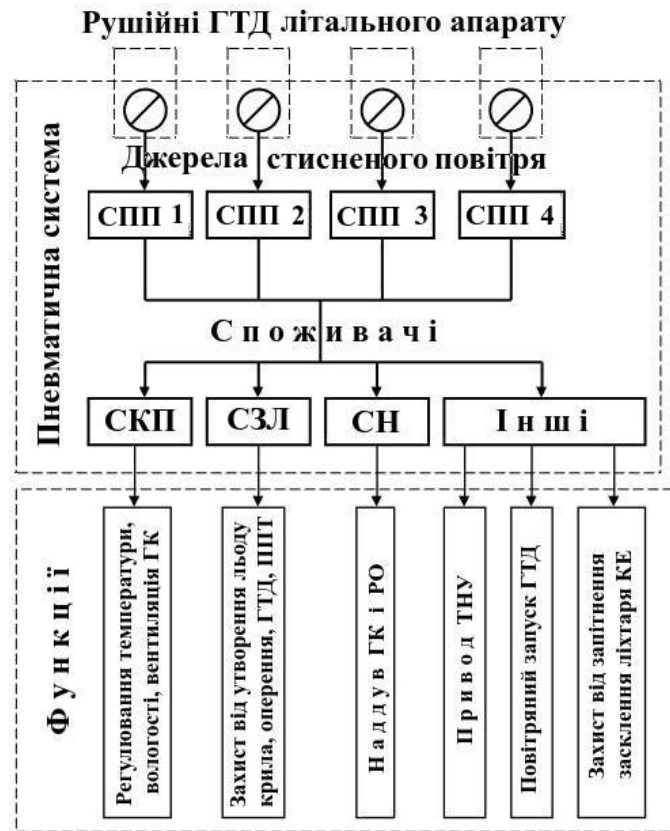 Рушійні ГТД літального апарату
Пневматична система
Джерела стисненого повітря
СПП 1
СПП 2
СПП 3
СПП 4
Споживачі
СКП
СЗЛ
СН
Інші
Функції
Регулювання температури,
вологості, вентиляція ГК
Захист від утворення льоду
крила, оперення, ГТД, ППТ
Наддув ГК і РО
Привод ТНУ
Повітряний запуск ГТД
Захист від запітнення
засклення ліхтаря КЕ